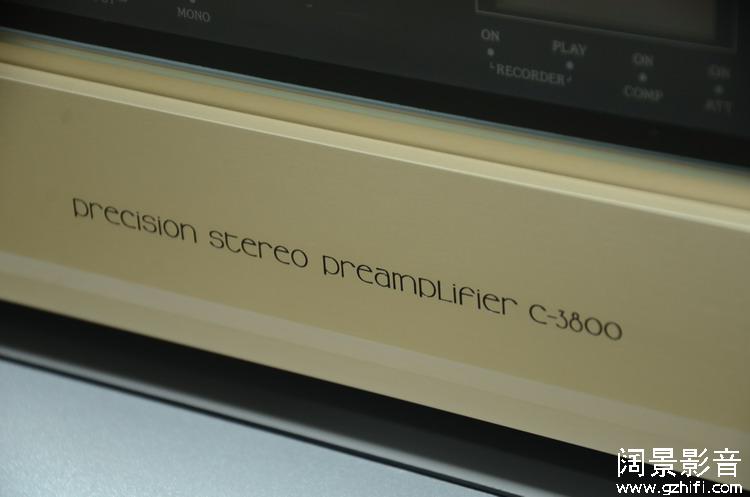 MONO
ON PLAY ON ON
RECORDER COMP ATT
precision stereo preamplifier C-3800
阔景影音
www.gzhifi.com